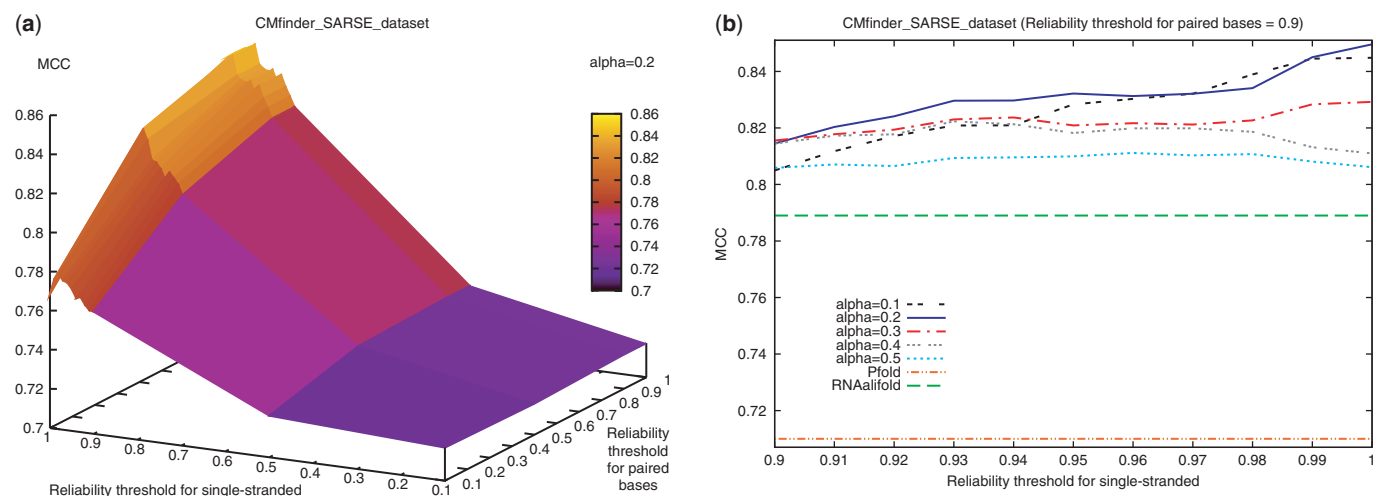 (a)
CMfinder_SARSE_dataset
MCC
alpha=0.2
0.86
0.84
0.82
0.8
0.78
0.76
0.74
0.72
0.7
0.86
0.84
0.82
0.8
0.78
0.76
0.74
0.72
0.7
1
0.9
0.8
0.7
0.6
0.5
0.4
0.3
0.2
0.1
Reliability threshold for single-stranded
0.1
0.2
0.3
0.4
0.5
0.6
0.7
0.8
0.9
1
Reliability
threshold
for paired
bases
(b)
CMfinder_SARSE_dataset (Reliability threshold for paired bases = 0.9)
MCC
0.84
0.82
0.8
0.78
0.76
0.74
0.72
alpha=0.1
alpha=0.2
alpha=0.3
alpha=0.4
alpha=0.5
Pfold
RNAalifold
0.9 0.91 0.92 0.93 0.94 0.95 0.96 0.97 0.98 0.99 1
Reliability threshold for single-stranded